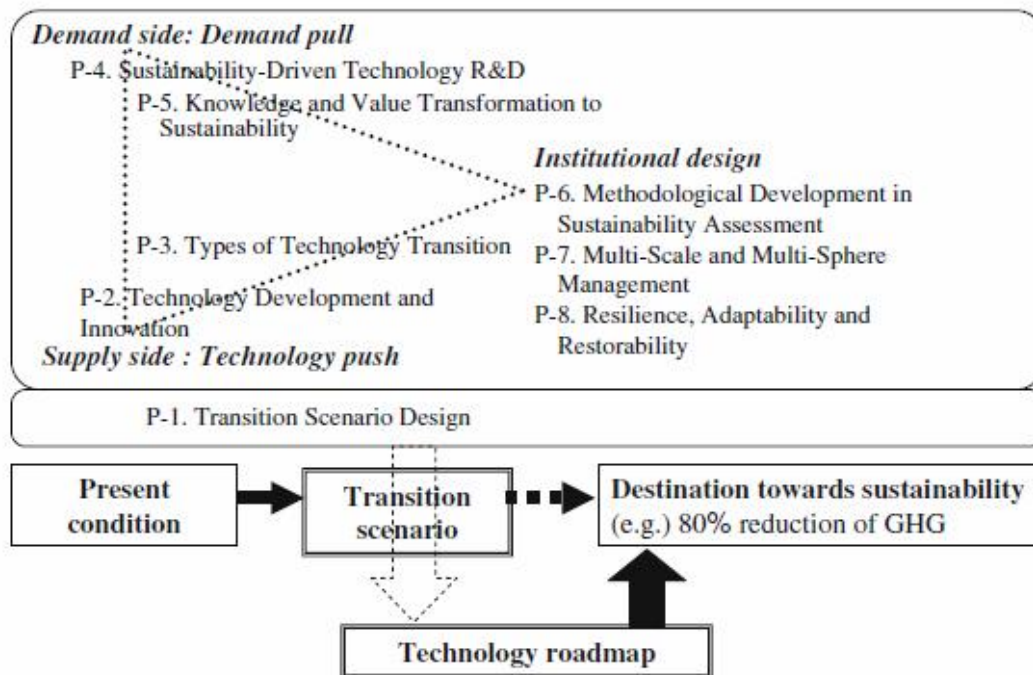 Demand side: Demand pull
P-4. Sustainability-Driven Technology R&D
P-5. Knowledge and Value Transformation to
Sustainability
Institutional design
P-6. Methodological Development in
Sustainability Assessment
P-3. Types of Technology Transition
P-7. Multi-Scale and Multi-Sphere
Management
P-2. Technology Development and
Innovation
P-8. Resilience, Adaptability and
Restorability
Supply side : Technology push
P-1. Transition Scenario Design
Present
condition
Transition
scenario
Destination towards sustainability
(e.g.) 80% reduction of GHG
Technology roadmap